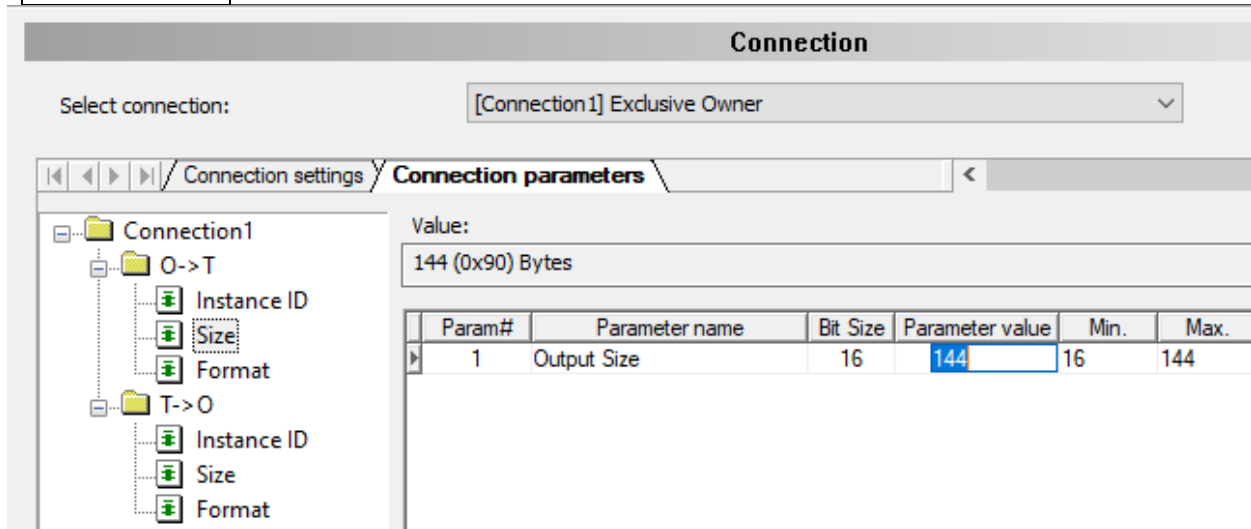 Connection
Select connection: [Connection1] Exclusive Owner
Connection settings Connection parameters <
Connection1
O->T
Instance ID
Size
Format
T->O
Instance ID
Size
Format
Value:
144 (0x90) Bytes
Param# Parameter name Bit Size Parameter value Min. Max.
1 Output Size 16 144 16 144